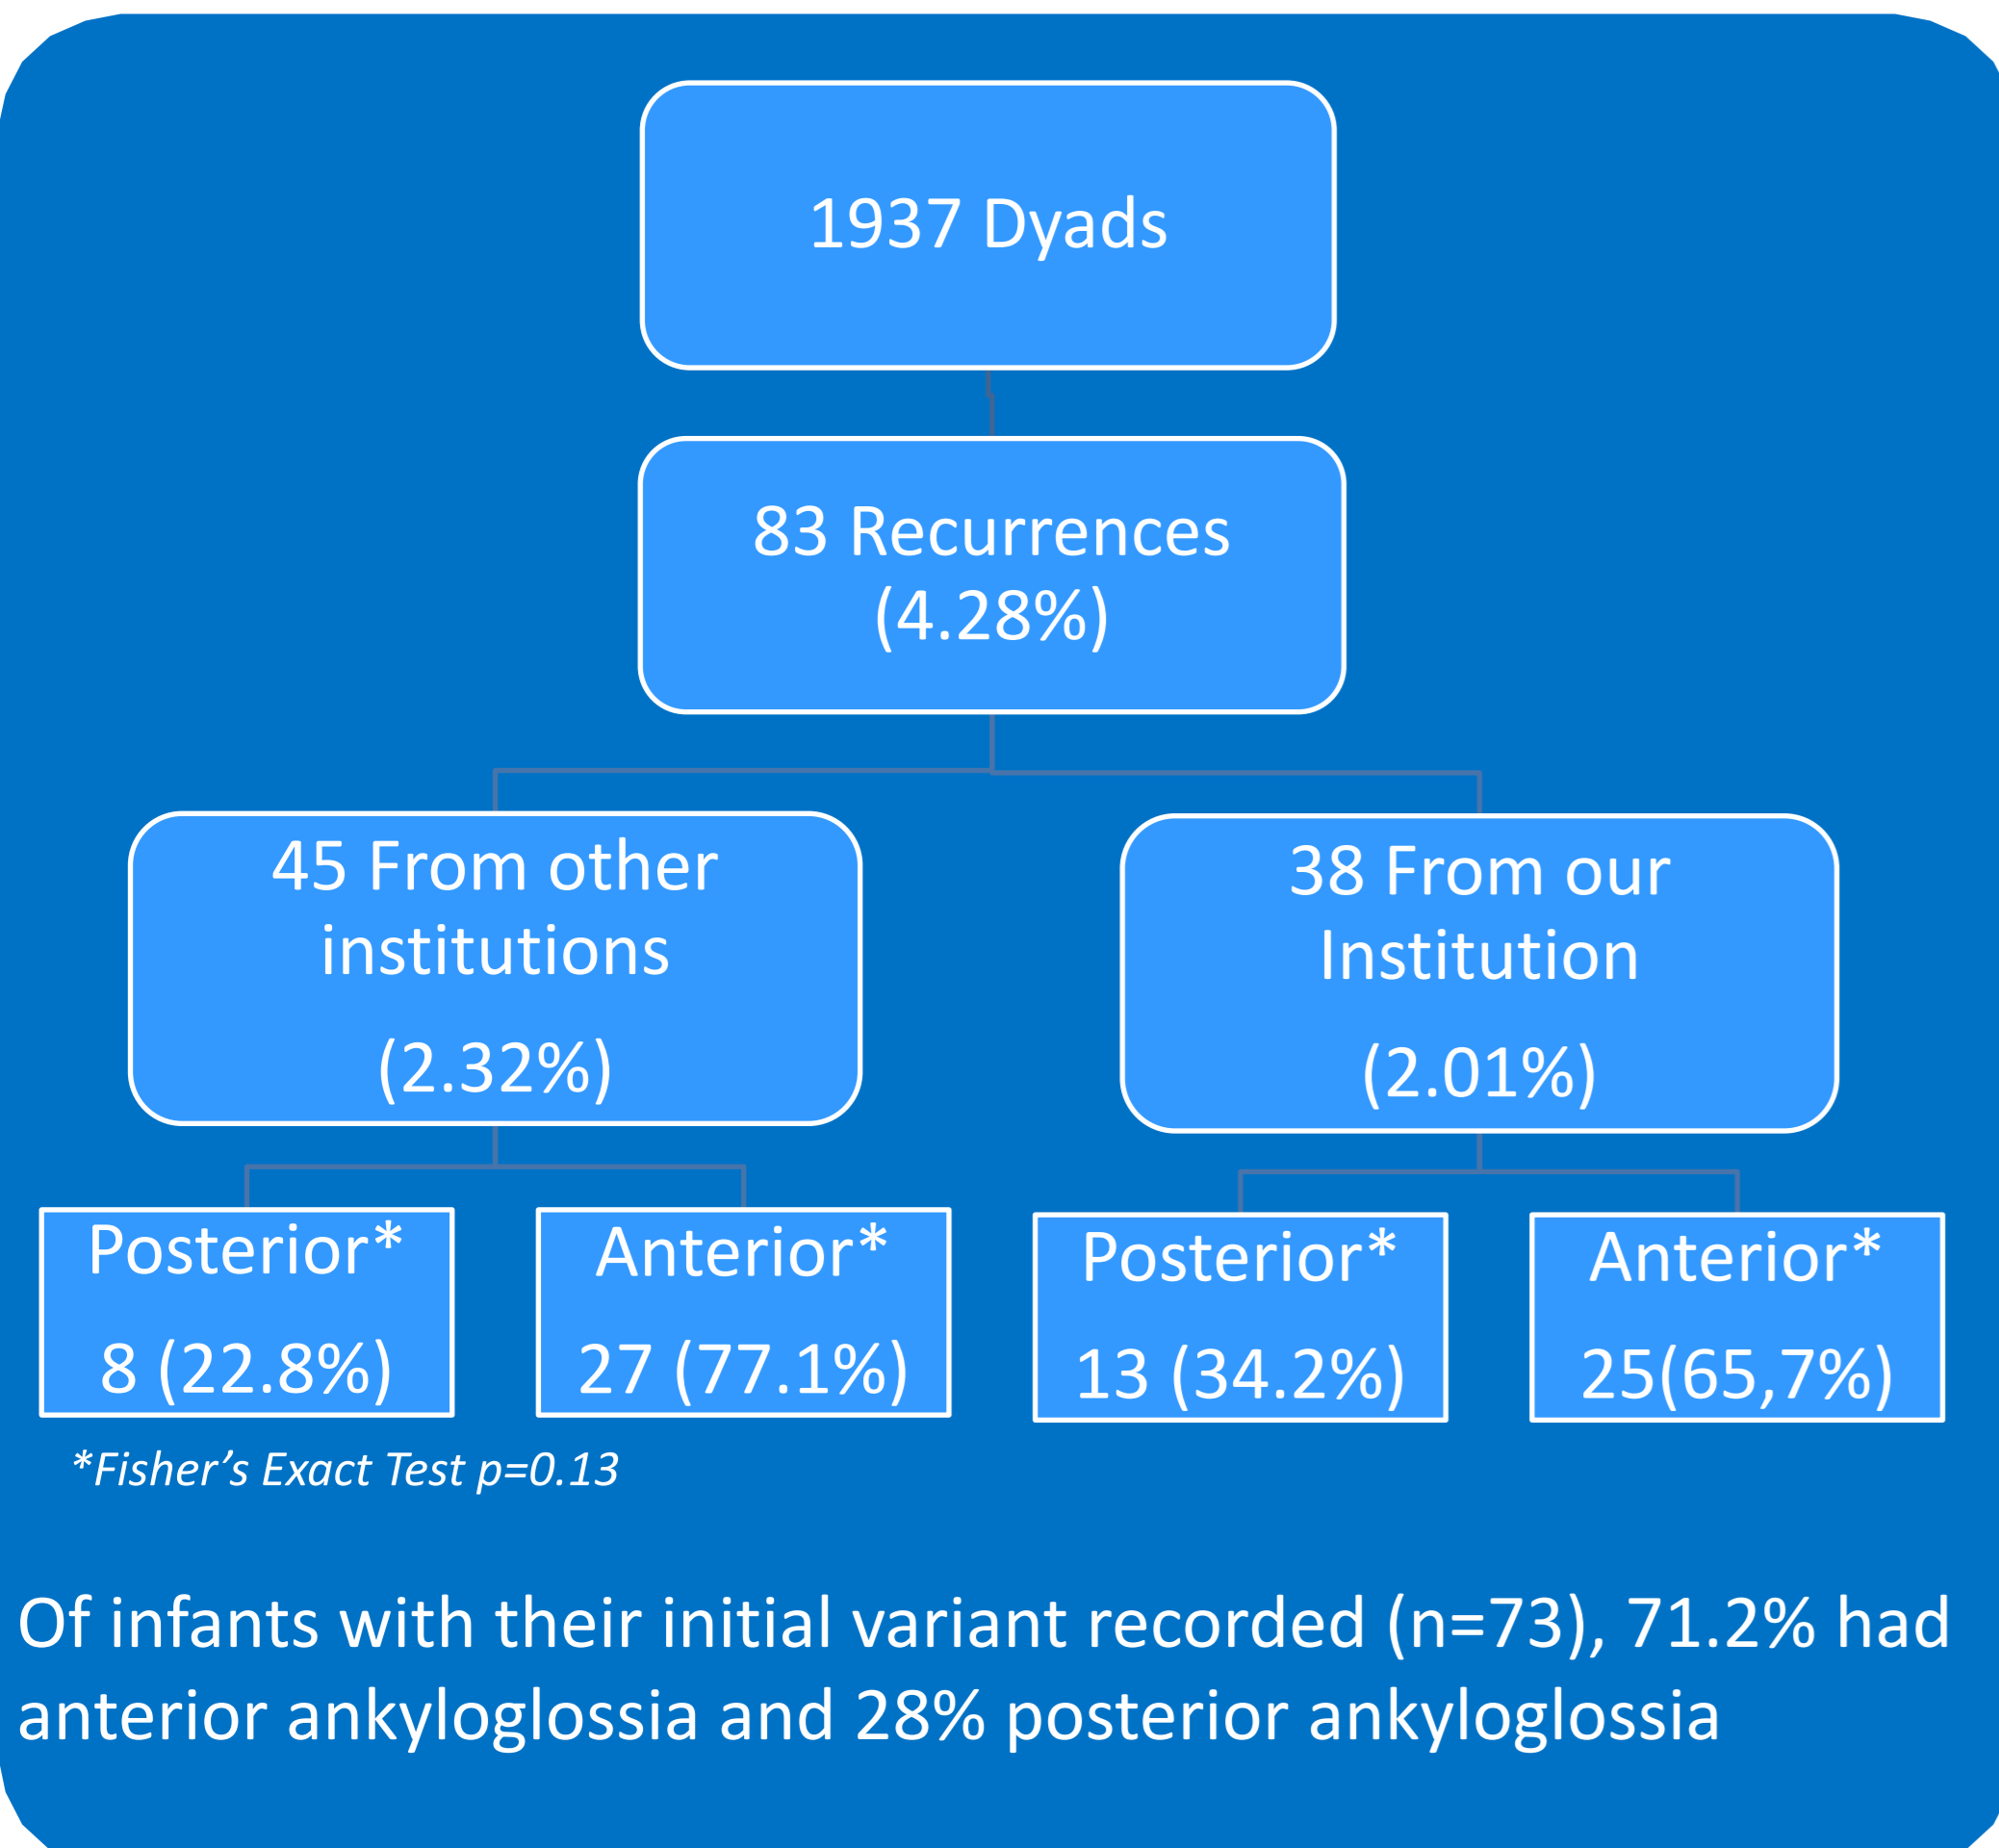 1937 Dyads
83 Recurrences
(4.28%)
45 From other
institutions
(2.32%)
38 From our
Institution
(2.01%)
Posterior*
8 (22.8%)
Anterior*
27 (77.1%)
Posterior*
13 (34.2%)
Anterior*
25(65,7%)
*Fisher’s Exact Test p=0.13
Of infants with their initial variant recorded (n=73), 71.2% had
anterior ankyloglossia and 28% posterior ankyloglossia